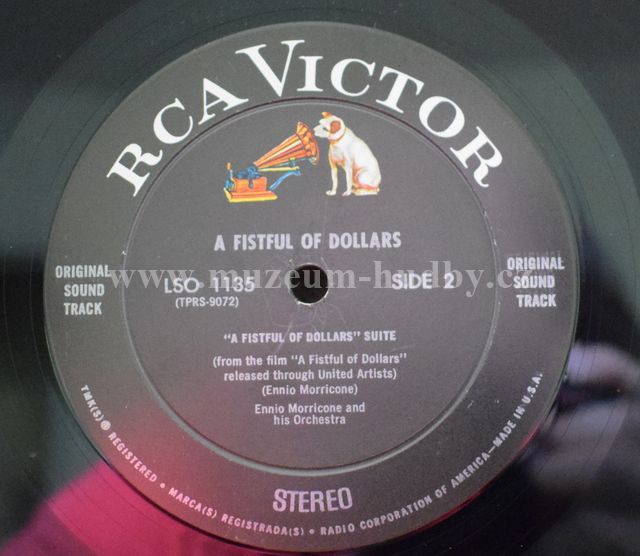 RCA VICTOR
A FISTFUL OF DOLLARS
ORIGINAL
SOUND
TRACK
LSO 1135
(TPRS-9072)
SIDE 2
ORIGINAL
SOUND
TRACK
www.muzeum-hudby.cz
"A FISTFUL OF DOLLARS" SUITE
(from the film "A Fistful of Dollars"
released through United Artists)
(Ennio Morricone)
Ennio Morricone and
his Orchestra
STEREO
TMK(S) ® REGISTERED • MARCA(S) REGISTRADA(S) • RADIO CORPORATION OF AMERICA—MADE IN U.S.A.